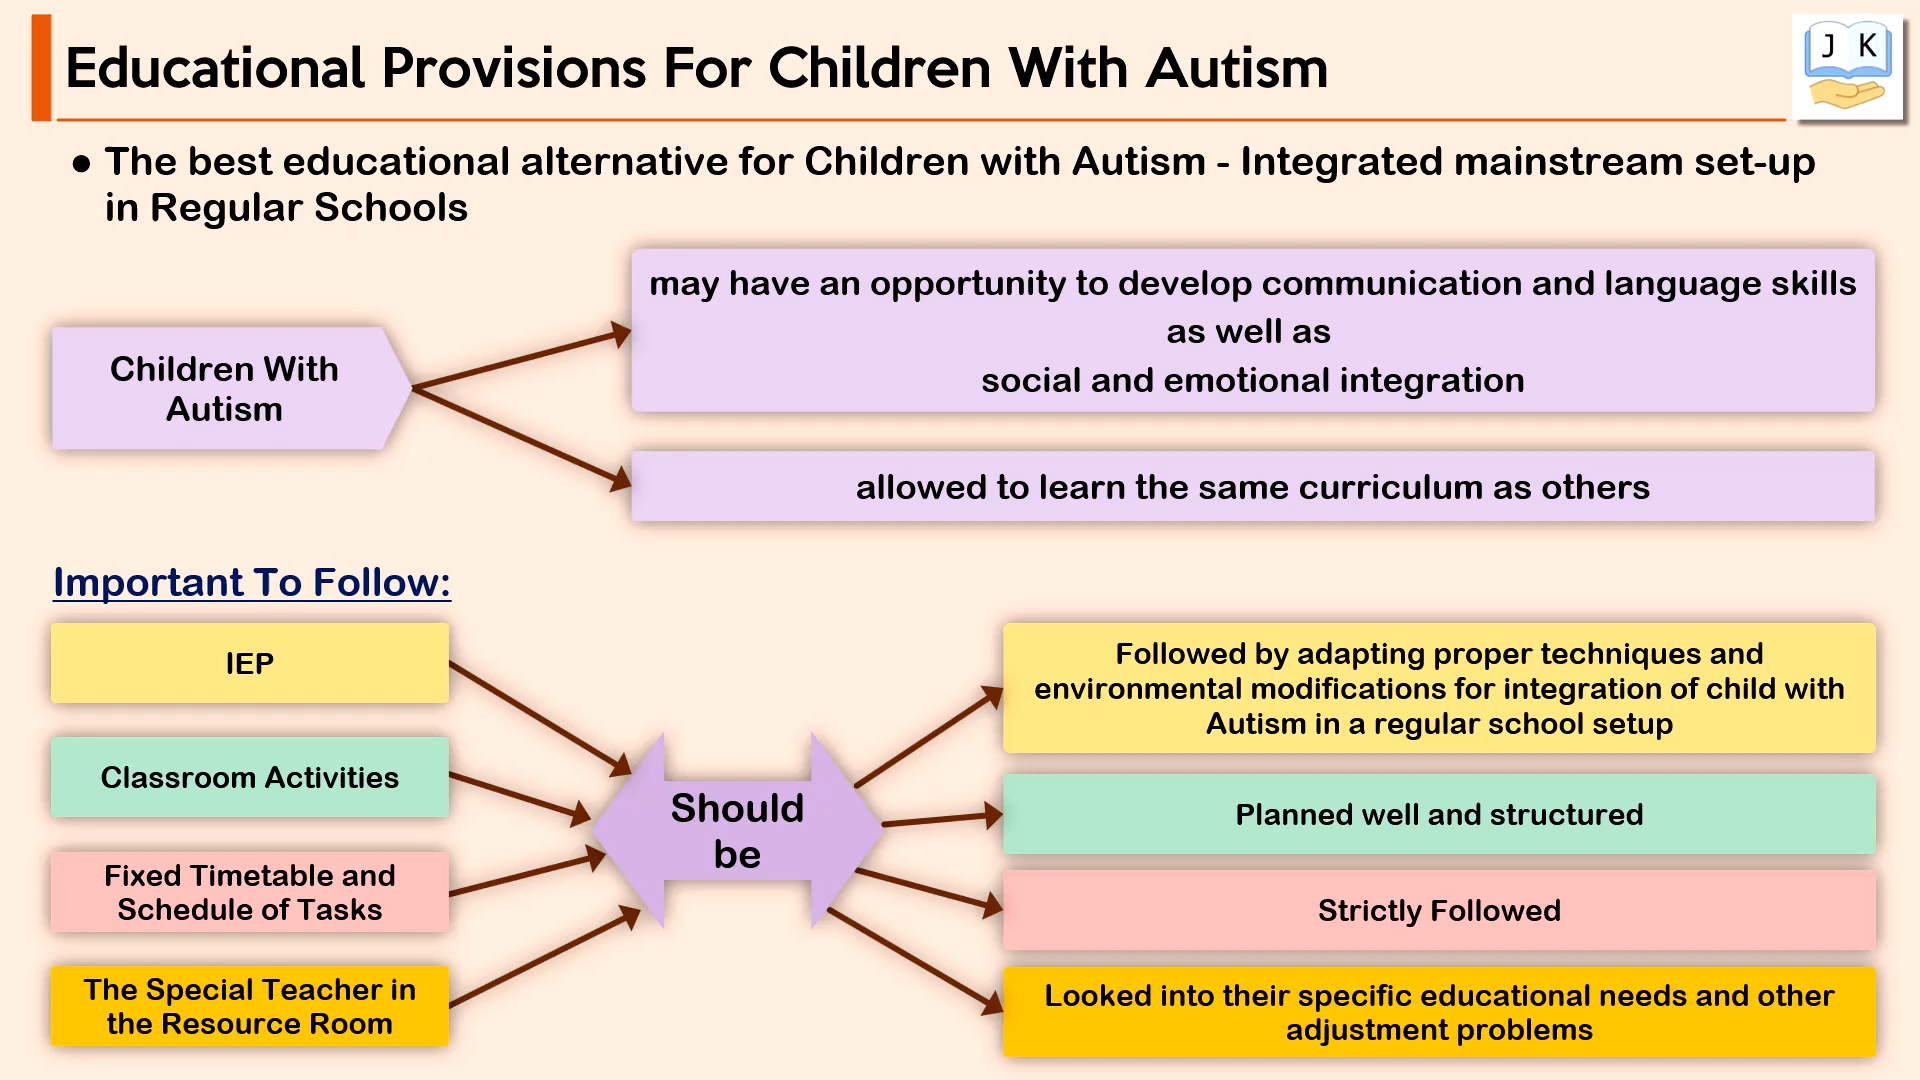 Educational Provisions For Children With Autism
J K
● The best educational alternative for Children with Autism - Integrated mainstream set-up
in Regular Schools
Children With
Autism
may have an opportunity to develop communication and language skills
as well as
social and emotional integration
allowed to learn the same curriculum as others
Important To Follow:
IEP
Classroom Activities
Fixed Timetable and
Schedule of Tasks
The Special Teacher in
the Resource Room
Should
be
Followed by adapting proper techniques and
environmental modifications for integration of child with
Autism in a regular school setup
Planned well and structured
Strictly Followed
Looked into their specific educational needs and other
adjustment problems